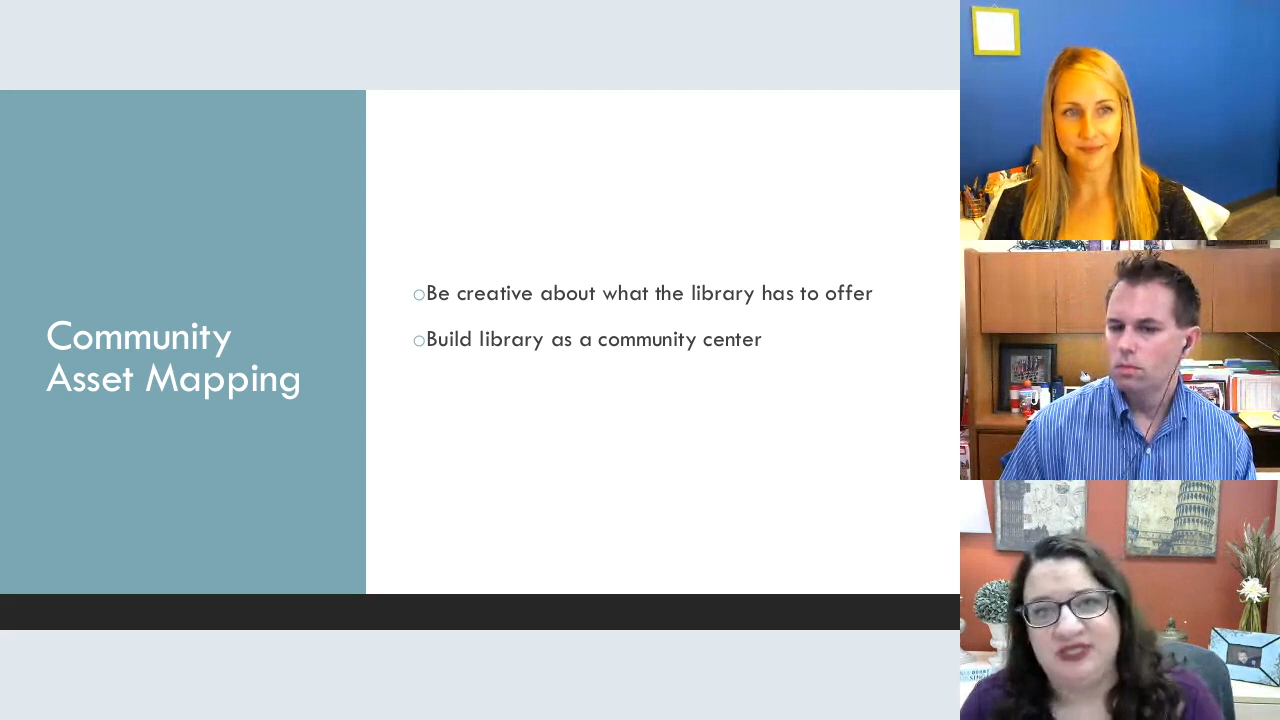 Community
Asset Mapping
Be creative about what the library has to offer
Build library as a community center